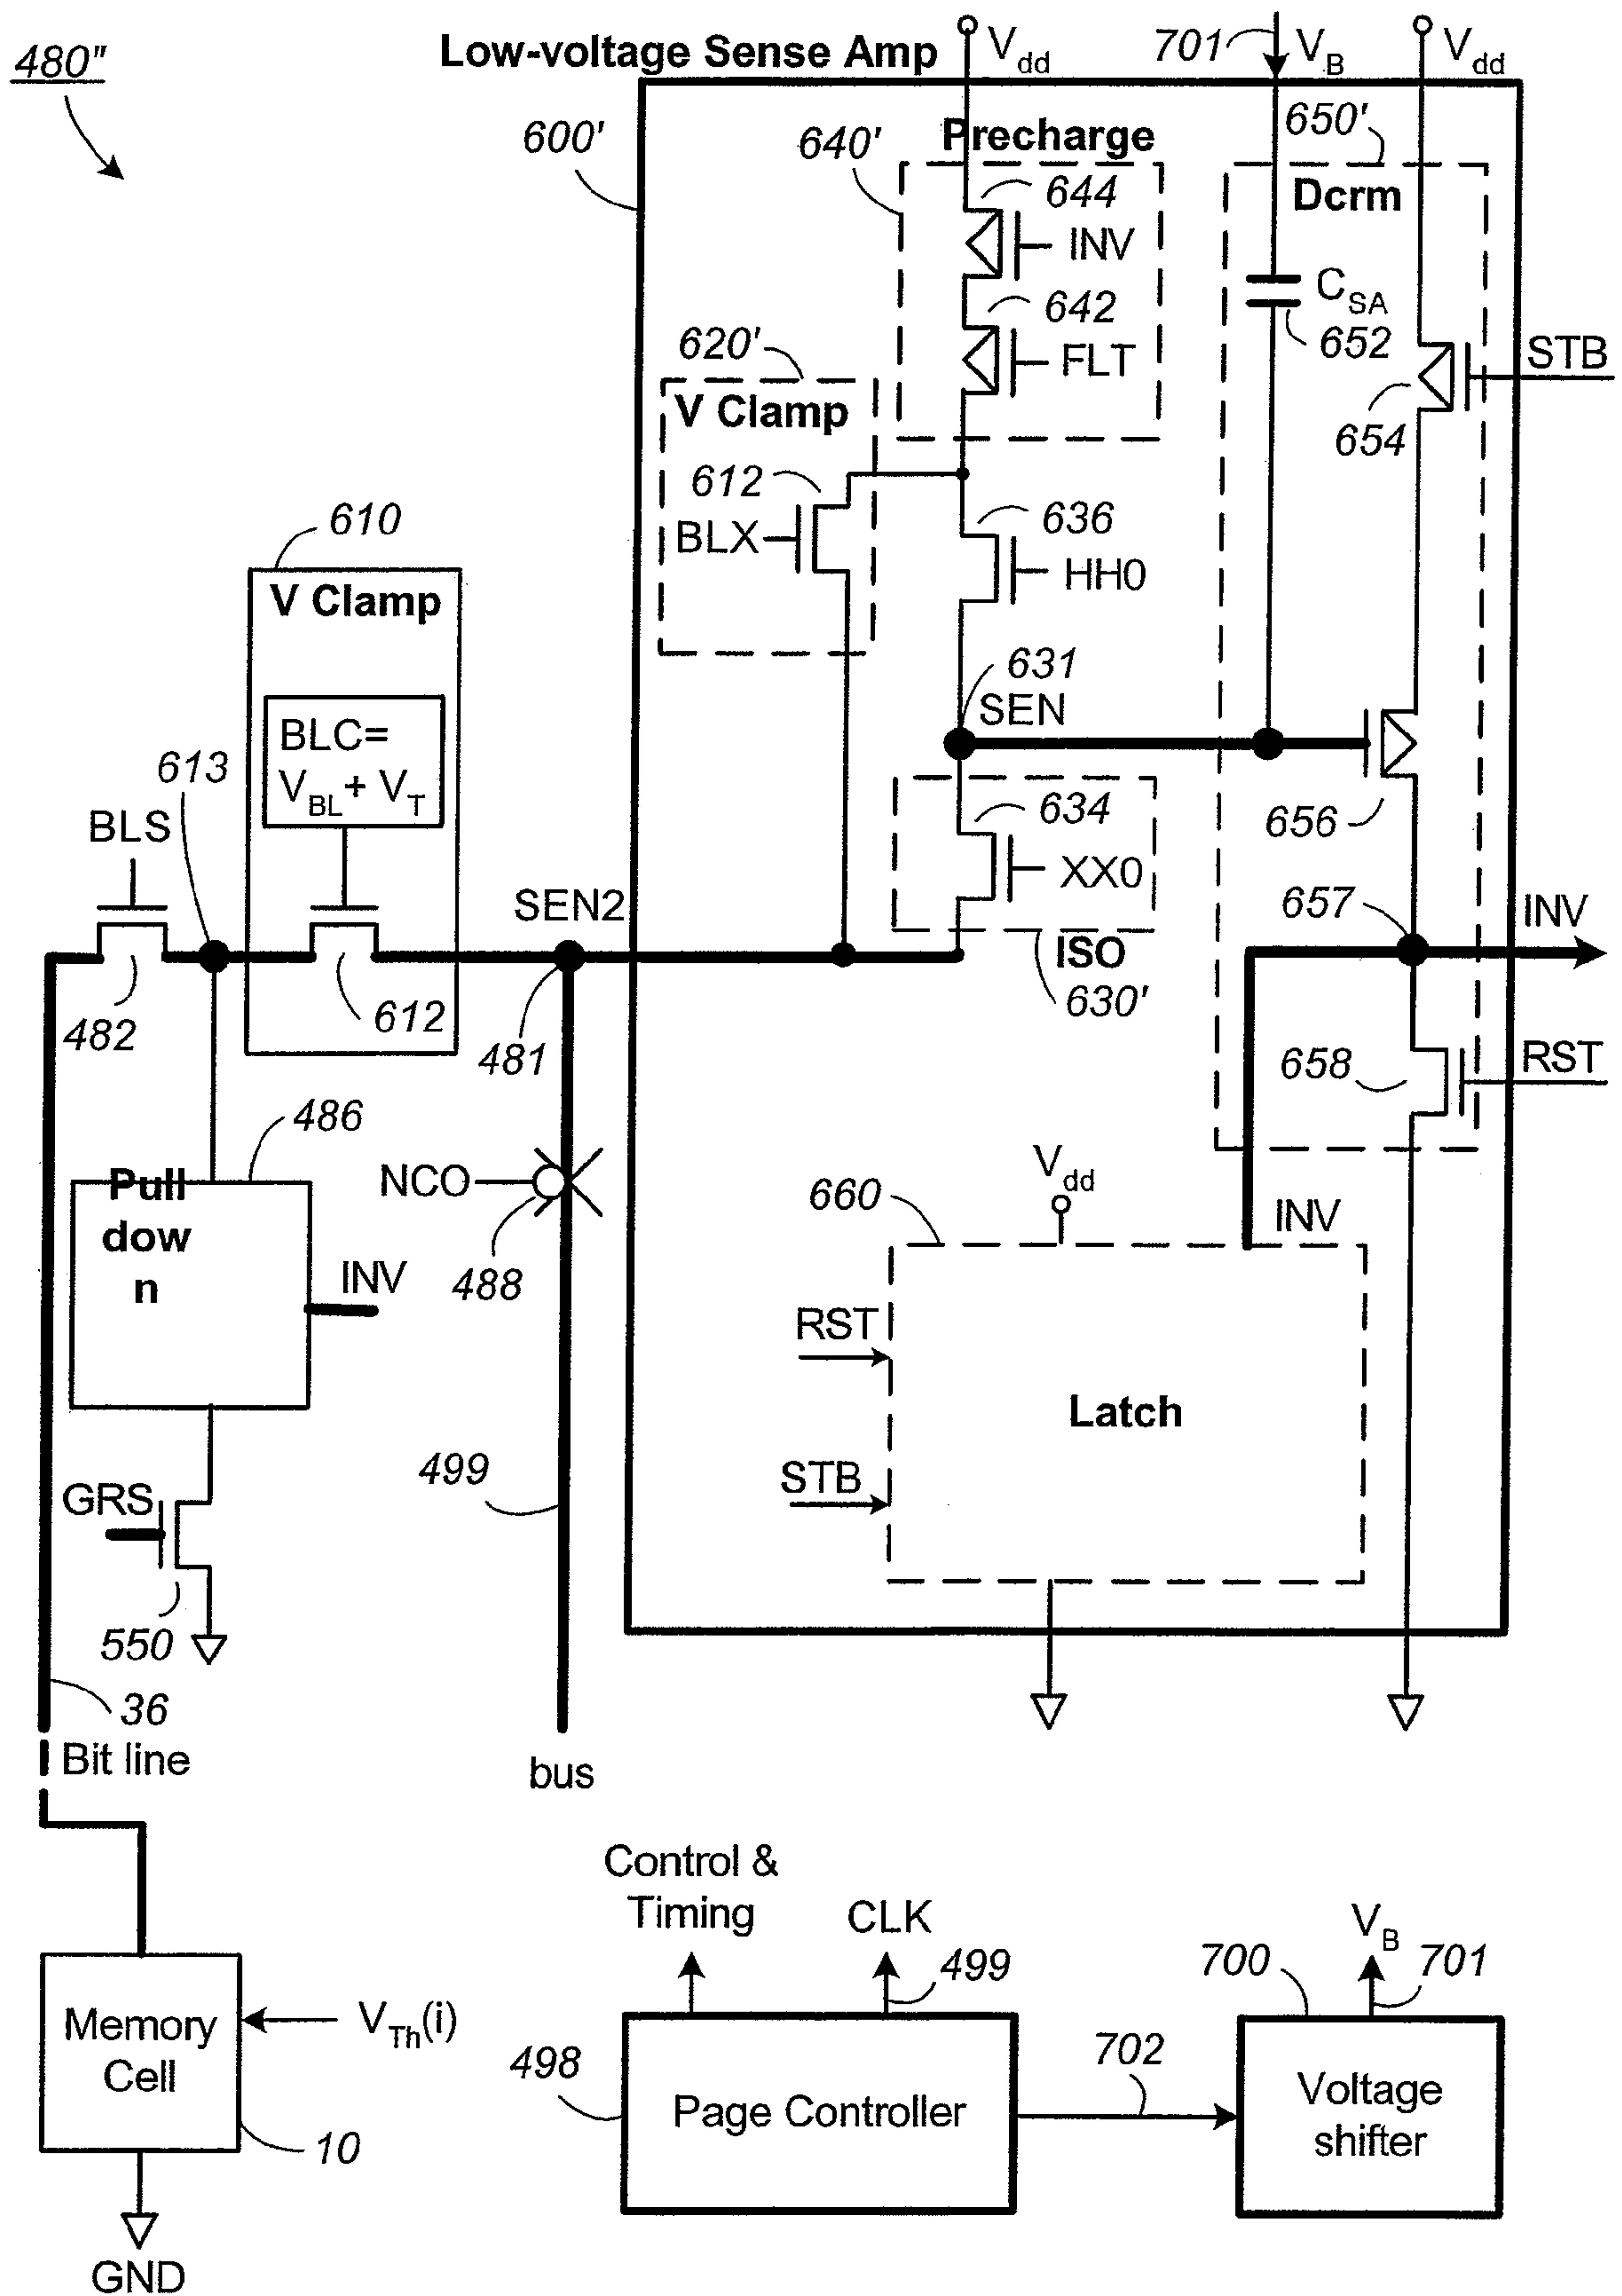 480"
Low-voltage Sense Amp
Vdd
701
VB
Vdd
600'
640'
Precharge
650'
644
INV
Dcrm
642
FLT
CSA
652
STB
654
620'
V Clamp
612
BLX
636
HH0
610
V Clamp
631
SEN
BLC=
VBL+ VT
613
BLS
656
634
XX0
SEN2
657
INV
ISO
630'
482
612
481
658
RST
486
Pull
dow
n
INV
NCO
488
Vdd
660
INV
RST
Latch
499
STB
GRS
550
36
Bit line
bus
Control &
Timing
CLK
499
VB
701
700
Memory
Cell
VTh(i)
498
Page Controller
702
Voltage
shifter
10
GND